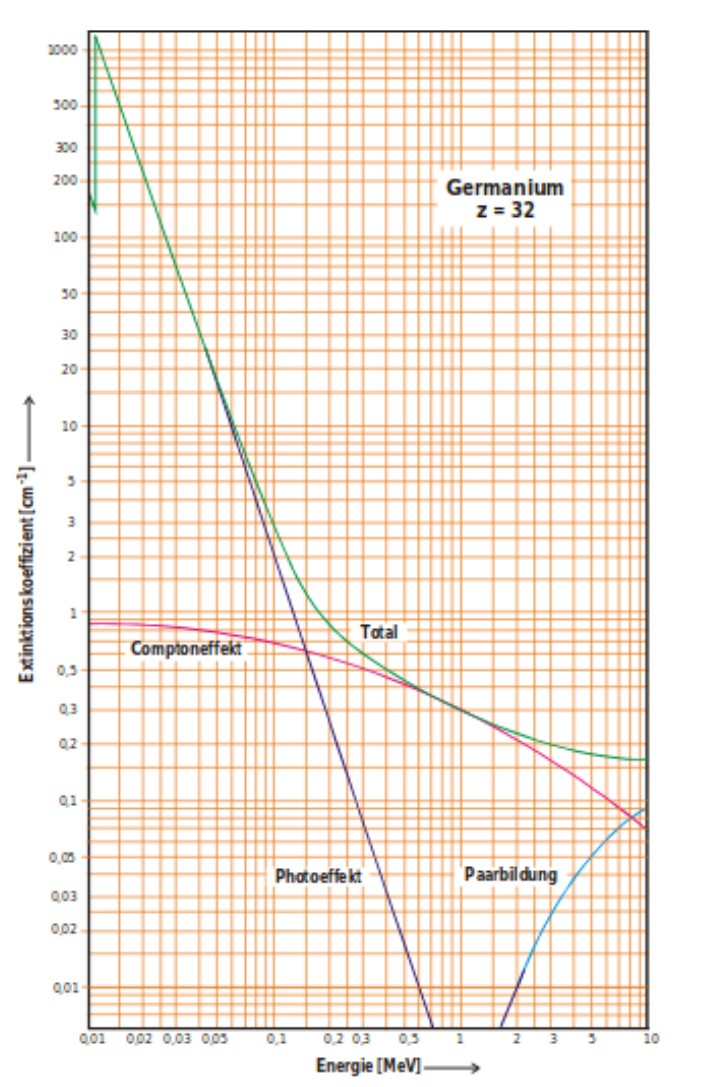 1000
500
300
200
100
50
30
20
10
5
3
2
1
0,5
0,3
0,2
0,1
0,05
0,03
0,02
0,01
Extinktionskoeffizient [cm⁻¹]
Germanium
z = 32
Total
Comptoneffekt
Photoeffekt
Paarbildung
0,01 0,02 0,03 0,05 0,1 0,2 0,3 0,5 1 2 3 5 10
Energie [MeV]